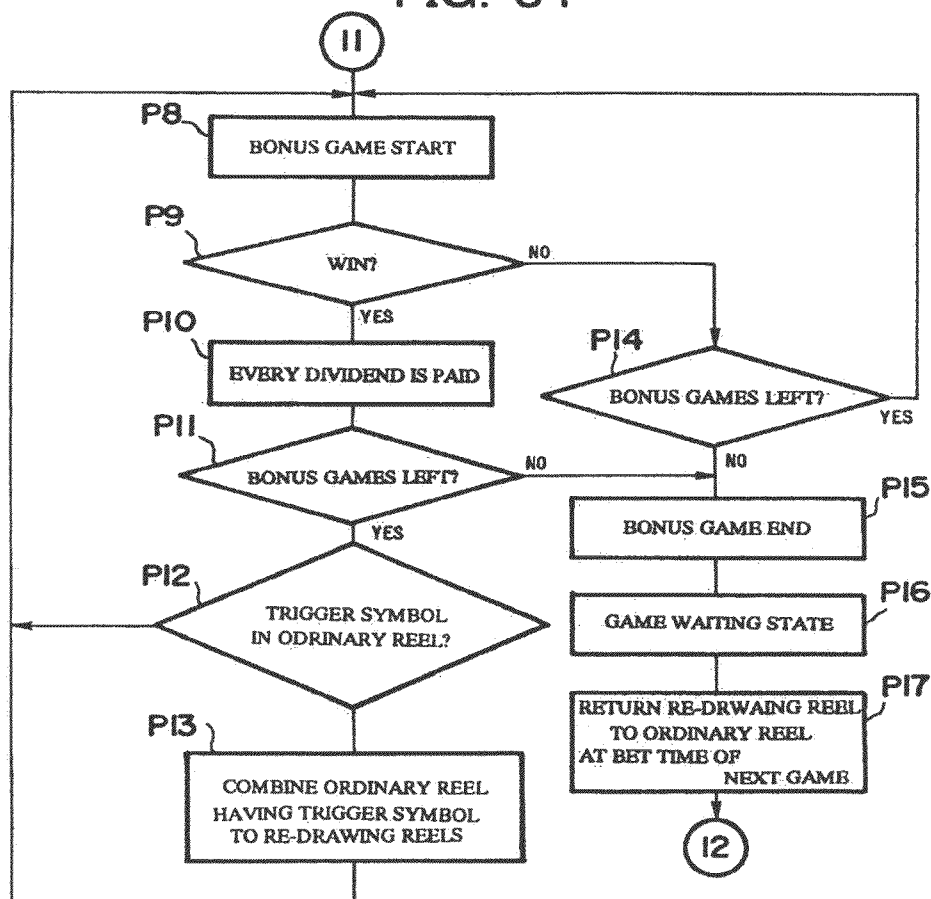 11
P8
BONUS GAME START
P9
WIN?
NO
YES
P10
EVERY DIVIDEND IS PAID
P14
BONUS GAMES LEFT?
YES
NO
P11
BONUS GAMES LEFT?
NO
YES
P15
BONUS GAME END
P12
TRIGGER SYMBOL
IN ODRINARY REEL?
P16
GAME WAITING STATE
P17
RETURN RE-DRWAING REEL
TO ORDINARY REEL
AT BET TIME OF
NEXT GAME
P13
COMBINE ORDINARY REEL
HAVING TRIGGER SYMBOL
TO RE-DRAWING REELS
12